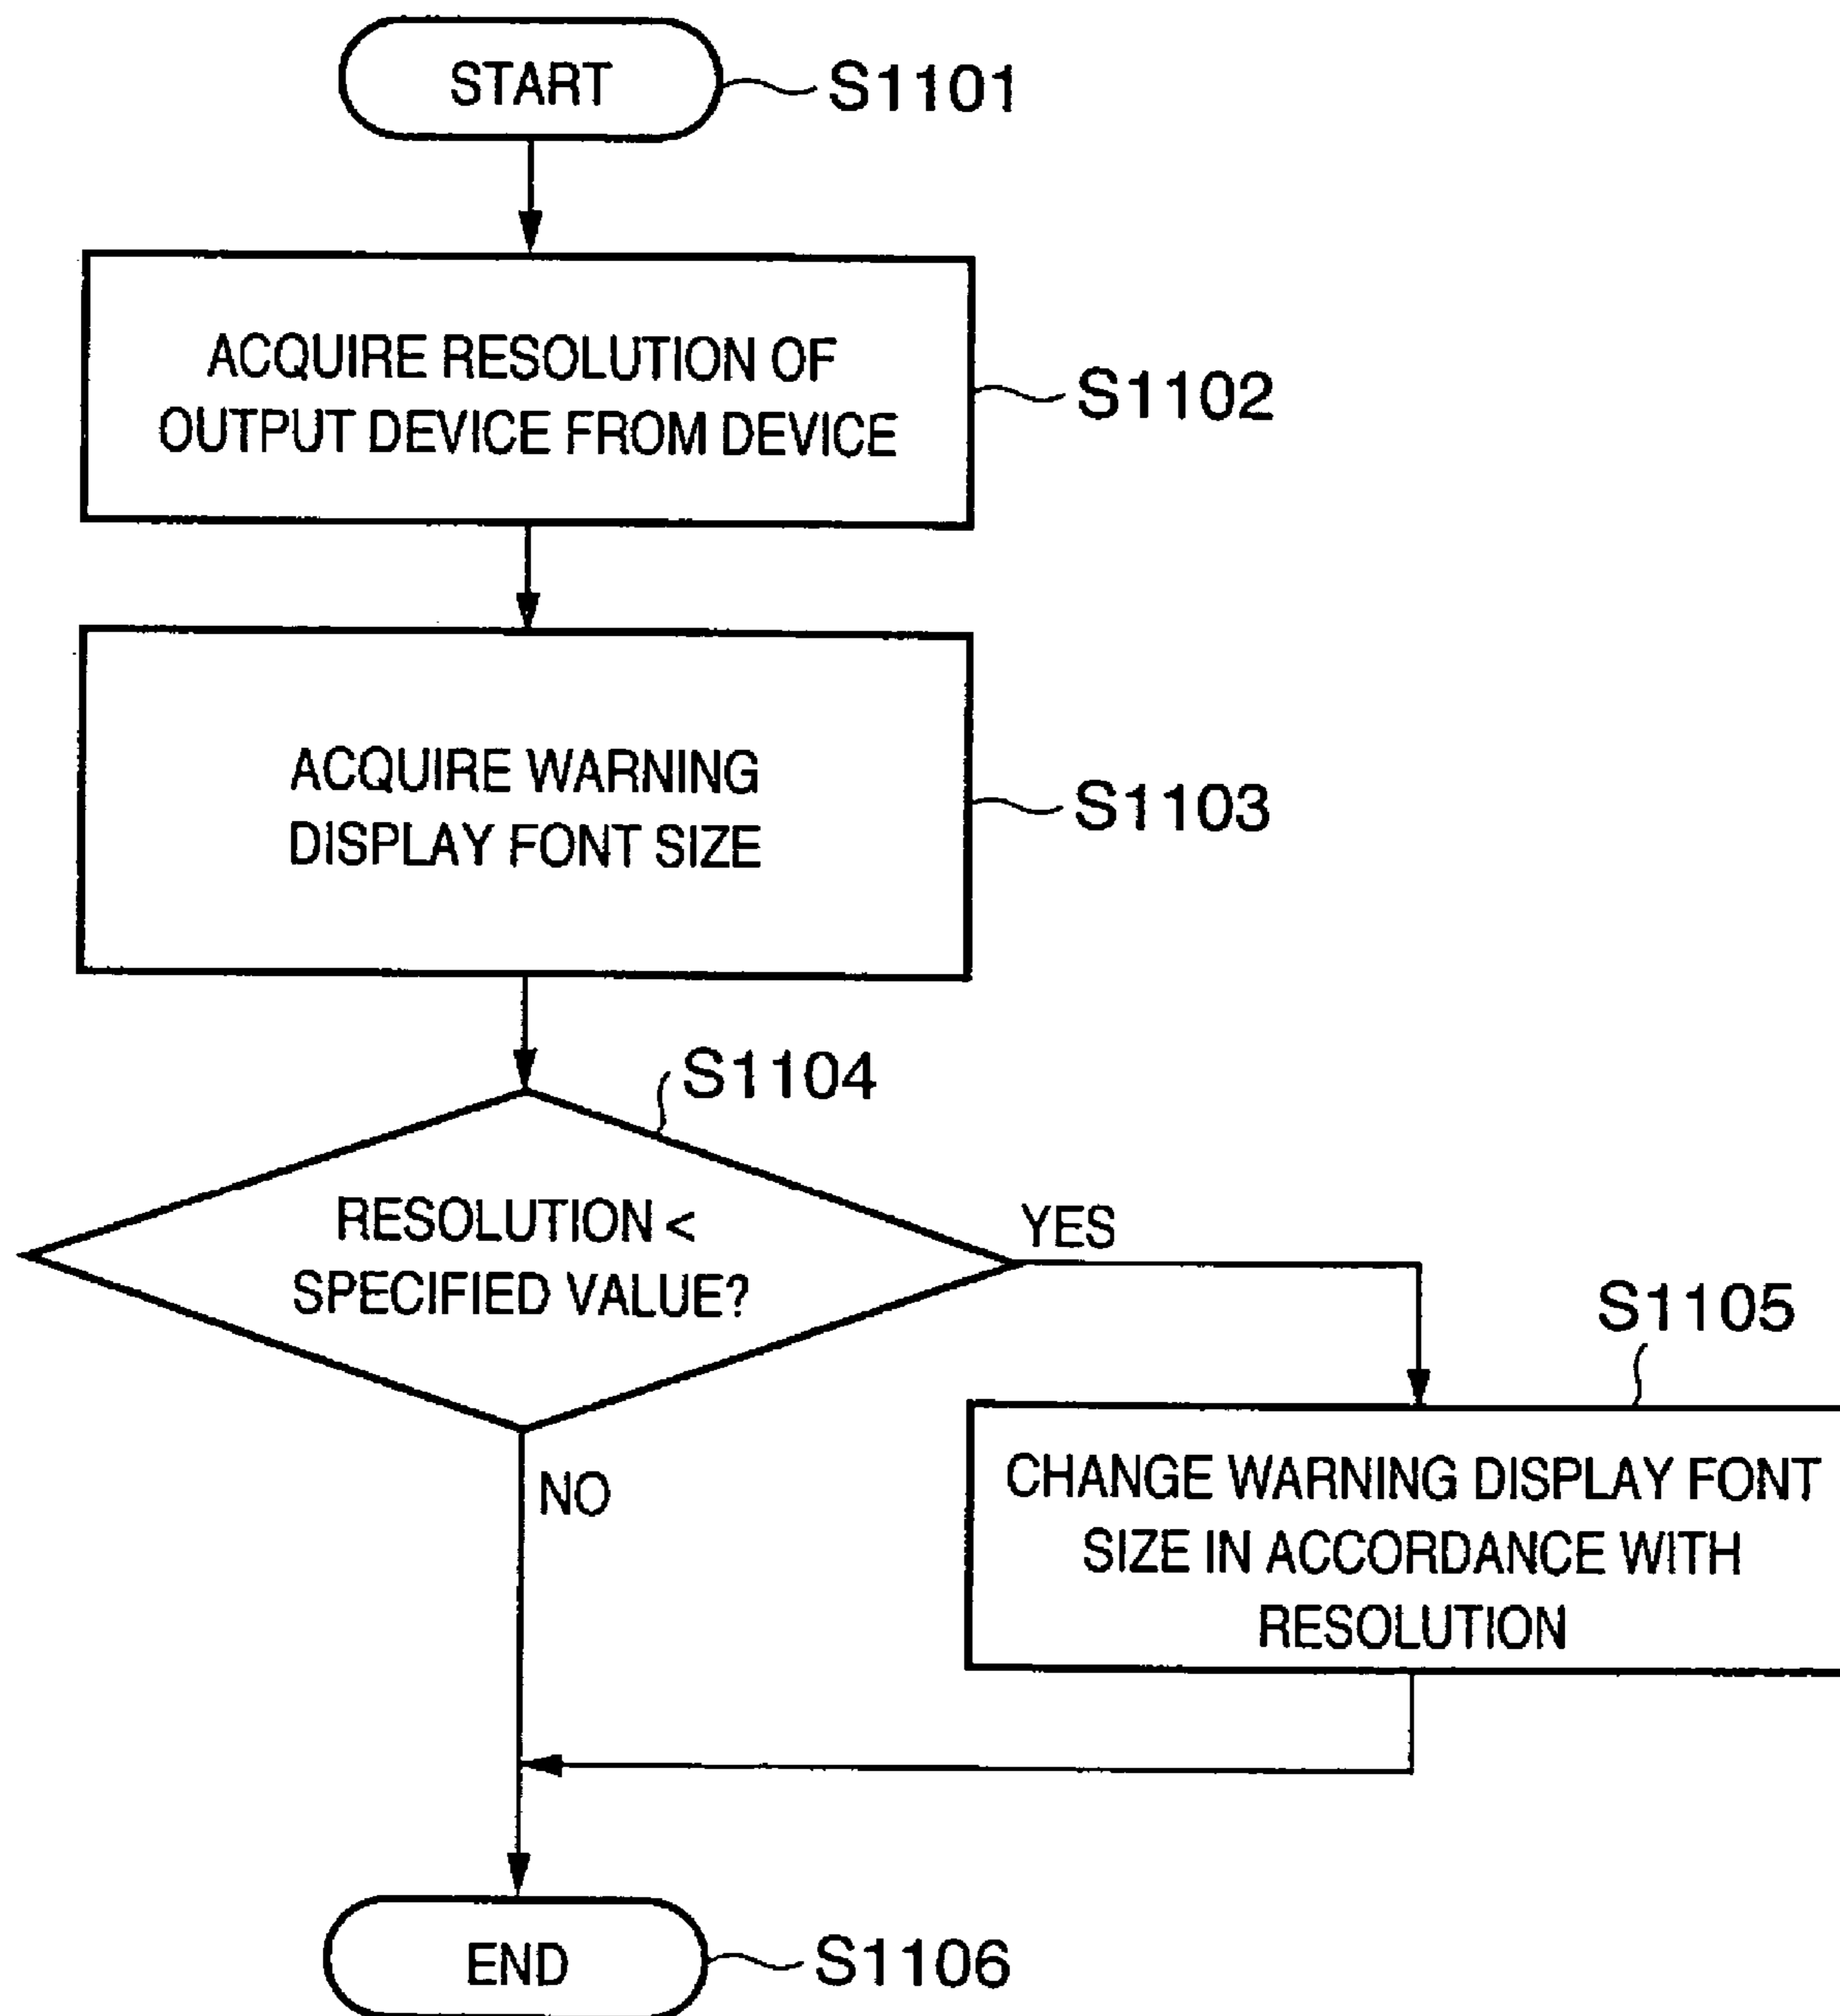 START
S1101
ACQUIRE RESOLUTION OF
OUTPUT DEVICE FROM DEVICE
S1102
ACQUIRE WARNING
DISPLAY FONT SIZE
S1103
S1104
RESOLUTION <
SPECIFIED VALUE?
YES
S1105
NO
CHANGE WARNING DISPLAY FONT
SIZE IN ACCORDANCE WITH
RESOLUTION
END
S1106